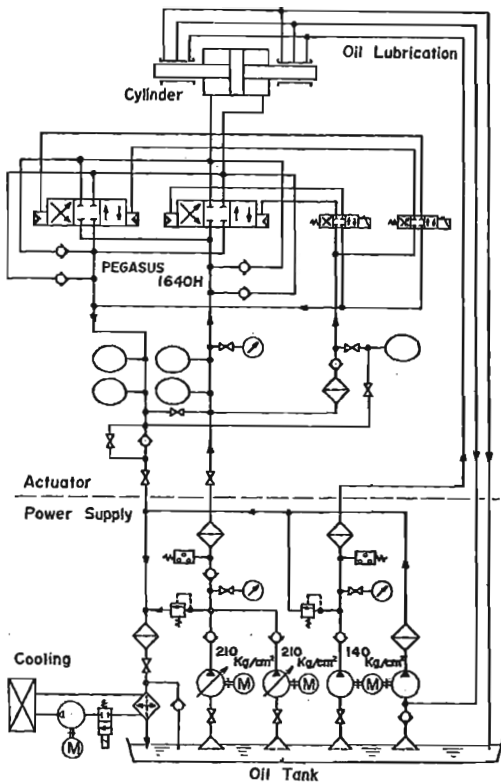 Oil Lubrication
Cylinder
PEGASUS
1640H
Actuator
Power Supply
210 Kg/cm² 210 Kg/cm² 140 Kg/cm²
Cooling
M M M
M
Oil Tank